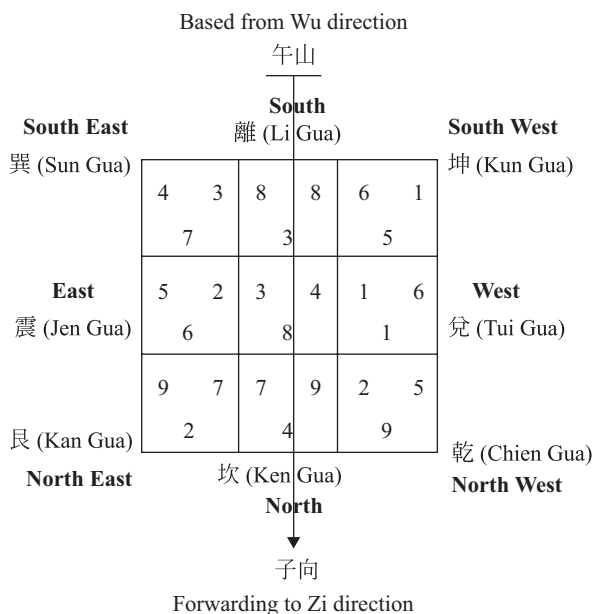 Based from Wu direction
午山
South
South East
離 (Li Gua)
South West
巽 (Sun Gua)
坤 (Kun Gua)
4 3 8 8 6 1
7 3 5
East
5 2 3 4 1 6
West
震 (Jen Gua)
6 8 1
兌 (Tui Gua)
9 7 7 9 2 5
2 4 9
艮 (Kan Gua)
乾 (Chien Gua)
North East
坎 (Ken Gua)
North West
North
子向
Forwarding to Zi direction